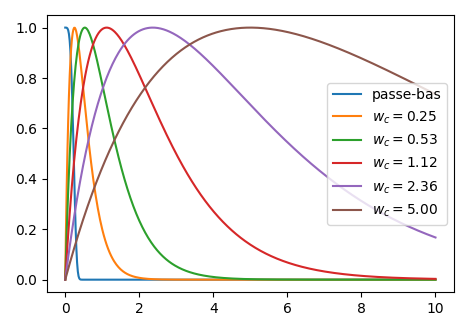 1.0
0.8
0.6
0.4
0.2
0.0
passe-bas
w_c = 0.25
w_c = 0.53
w_c = 1.12
w_c = 2.36
w_c = 5.00
0 2 4 6 8 10